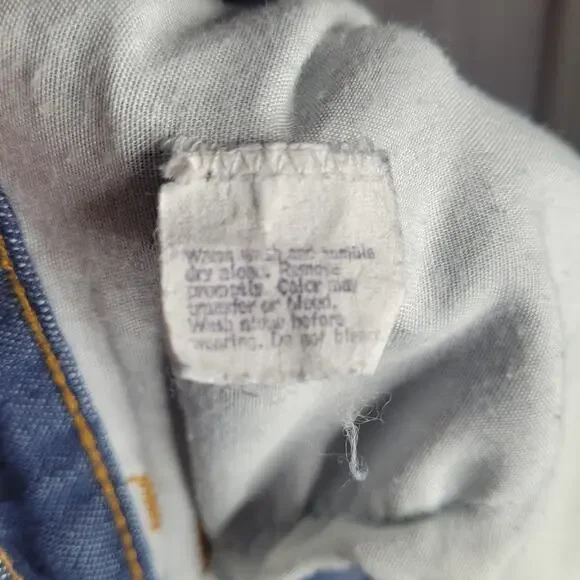 Warm wash and tumble
dry alone. Remove
promptly. Color may
transfer or bleed.
Wash alone before
wearing. Do not bleach